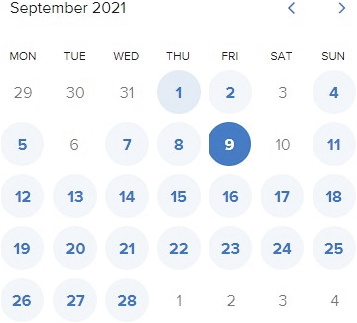 September 2021
MON TUE WED THU FRI SAT SUN
29 30 31 1 2 3 4
5 6 7 8 9 10 11
12 13 14 15 16 17 18
19 20 21 22 23 24 25
26 27 28 1 2 3 4